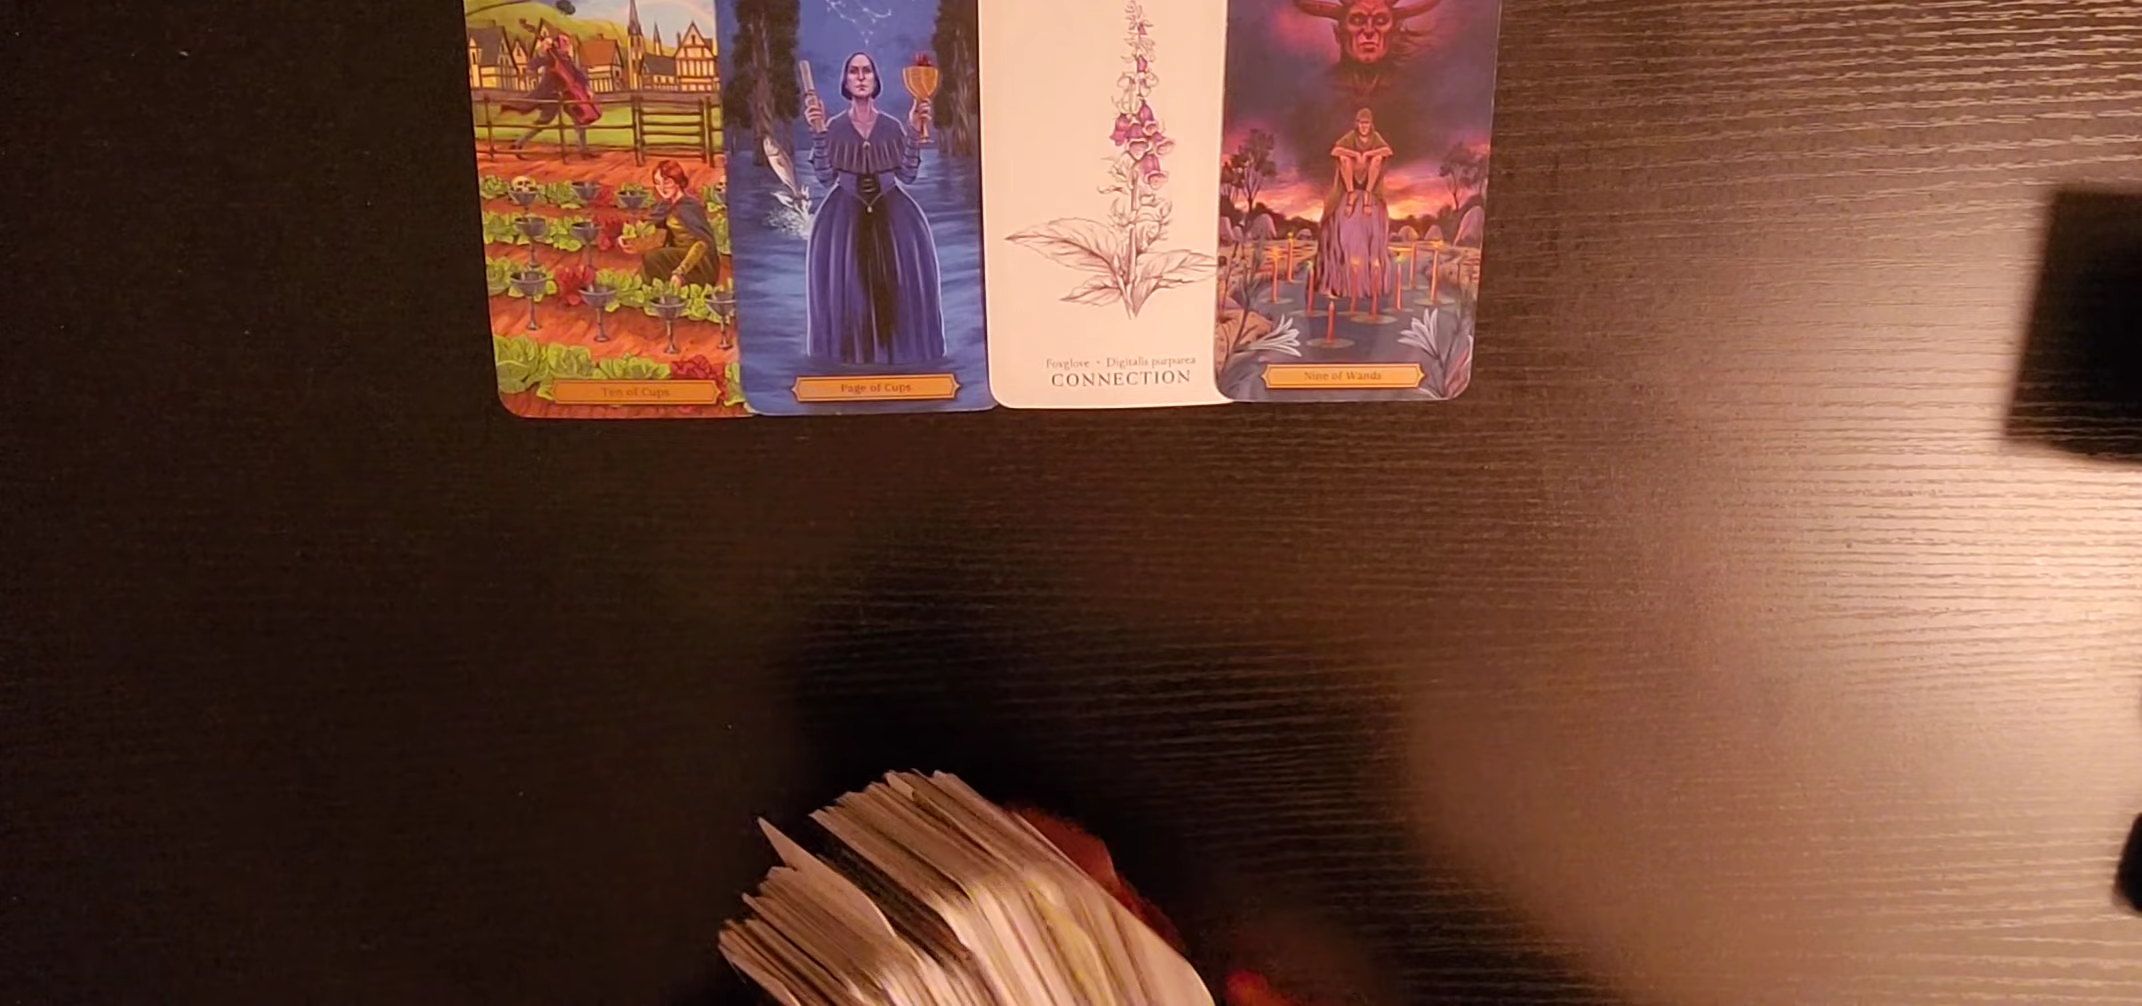 Ten of Cups
Page of Cups
Foxglove • Digitalis purpurea
CONNECTION
Nine of Wands